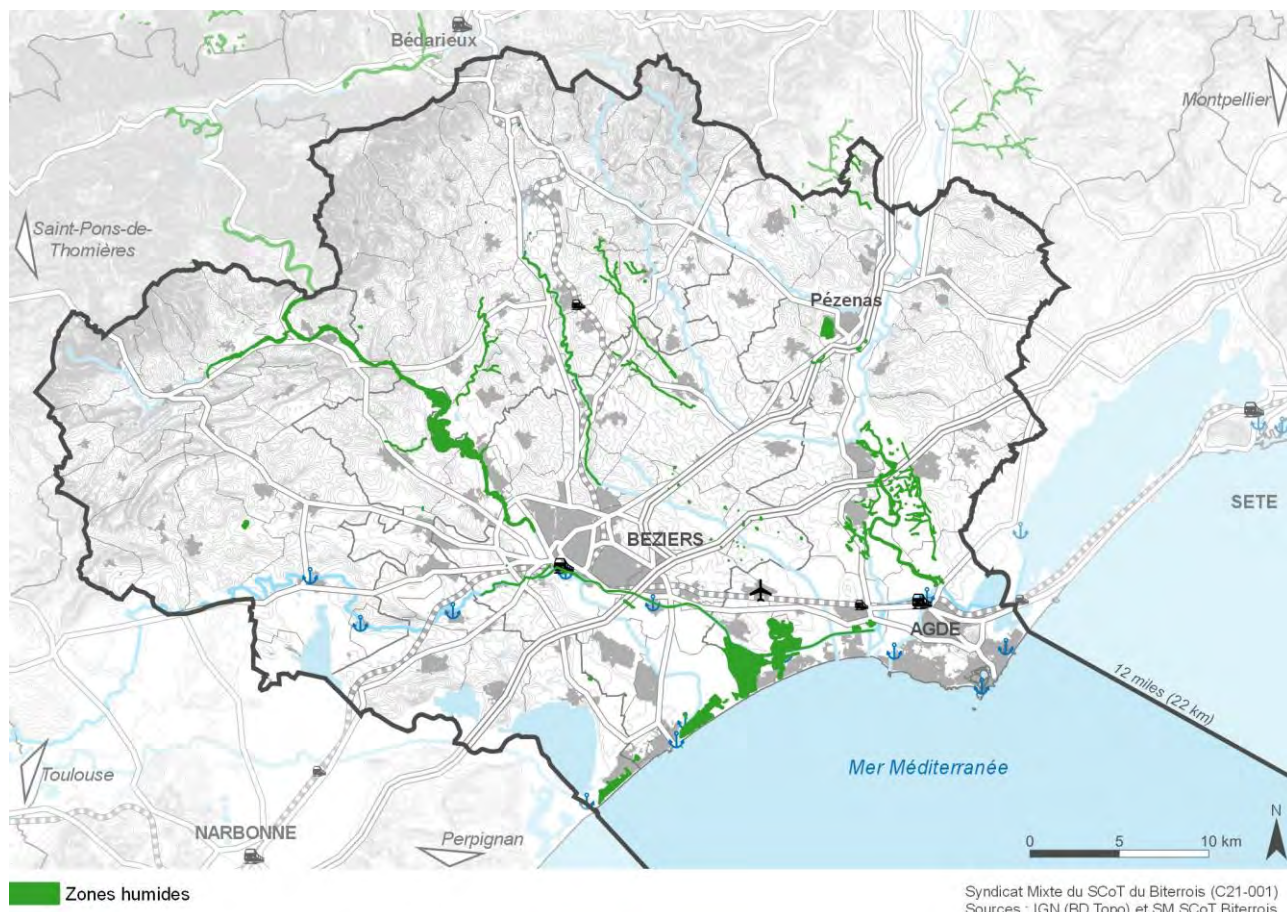 Bédarieux
Montpellier
Saint-Pons-de-
Thomières
Pézenas
SETE
BEZIERS
AGDE
12 miles (22 km)
Toulouse
Mer Méditerranée
NARBONNE
Perpignan
N
0 5 10 km
Zones humides
Syndicat Mixte du SCoT du Biterrois (C21-001)
Sources : IGN (BD Topo) et SM SCoT Biterrois